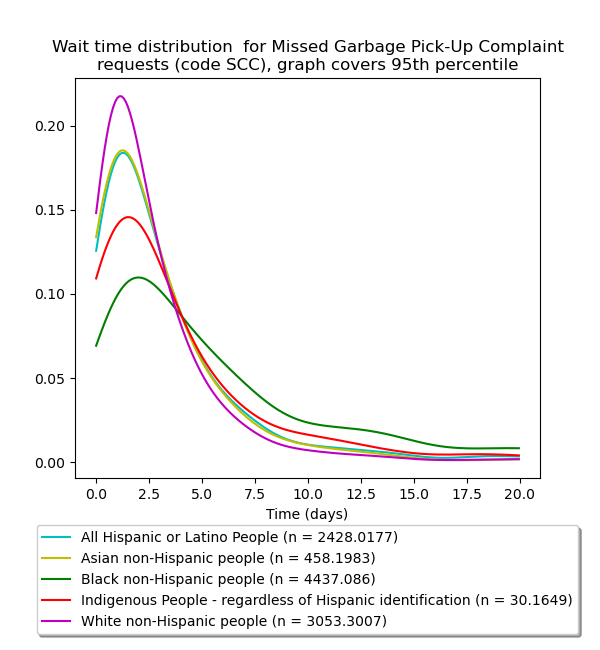 Wait time distribution  for Missed Garbage Pick-Up Complaint
requests (code SCC), graph covers 95th percentile
0.20
0.15
0.10
0.05
0.00
0.0 2.5 5.0 7.5 10.0 12.5 15.0 17.5 20.0
Time (days)
All Hispanic or Latino People (n = 2428.0177)
Asian non-Hispanic people (n = 458.1983)
Black non-Hispanic people (n = 4437.086)
Indigenous People - regardless of Hispanic identification (n = 30.1649)
White non-Hispanic people (n = 3053.3007)